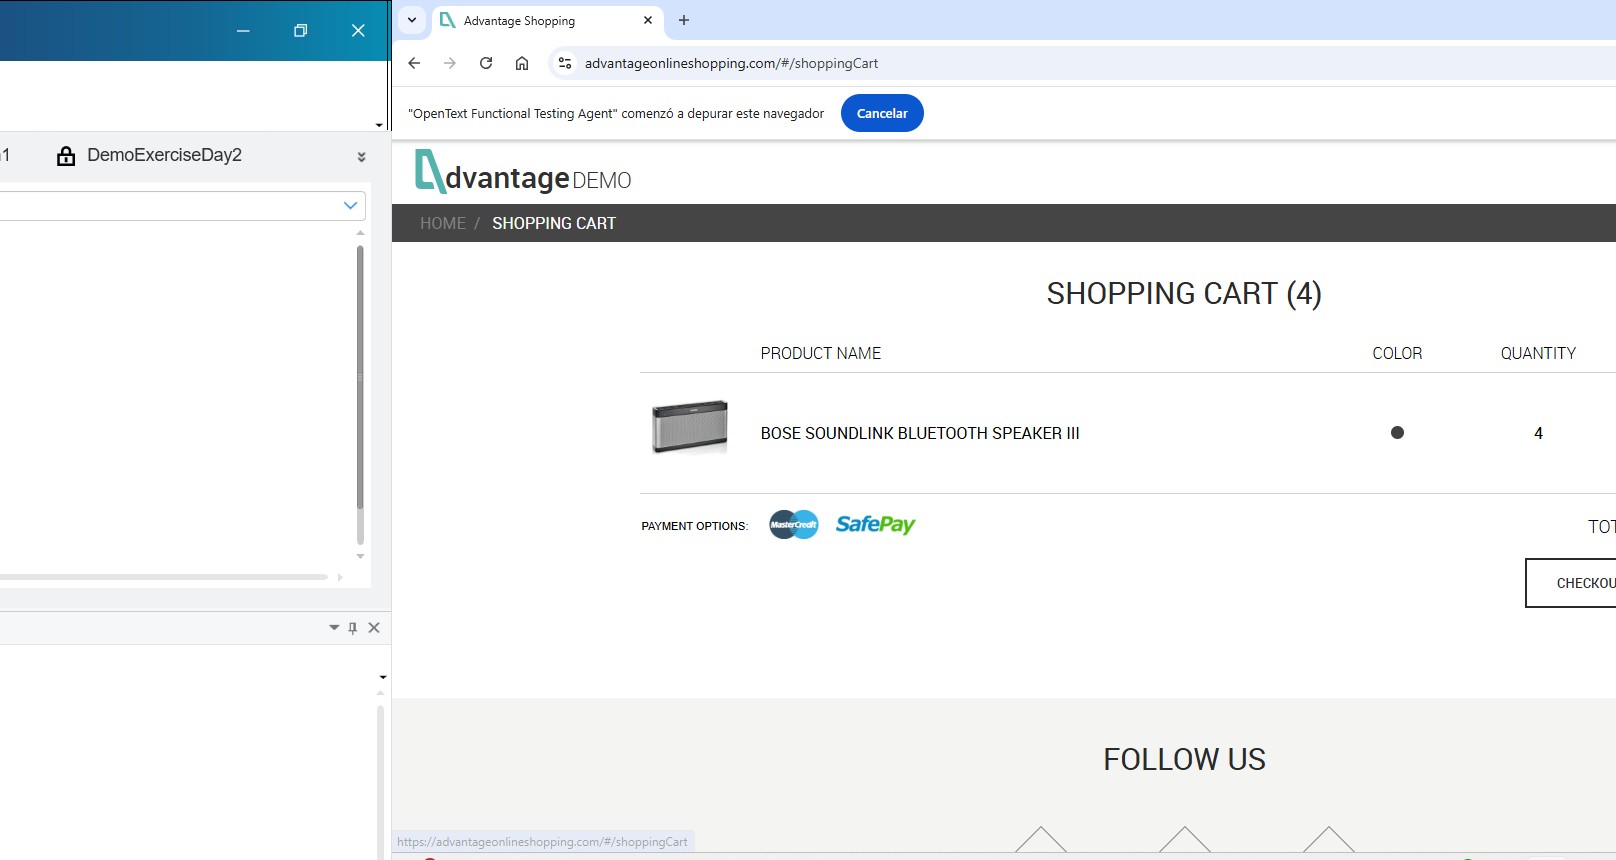 Advantage Shopping
advantageonlineshopping.com/#/shoppingCart
"OpenText Functional Testing Agent" comenzó a depurar este navegador
Cancelar
1
DemoExerciseDay2
dvantage DEMO
HOME / SHOPPING CART
SHOPPING CART (4)
PRODUCT NAME COLOR QUANTITY
BOSE SOUNDLINK BLUETOOTH SPEAKER III 4
PAYMENT OPTIONS: MasterCredit SafePay
TOT
CHECKOU
FOLLOW US
https://advantageonlineshopping.com/#/shoppingCart